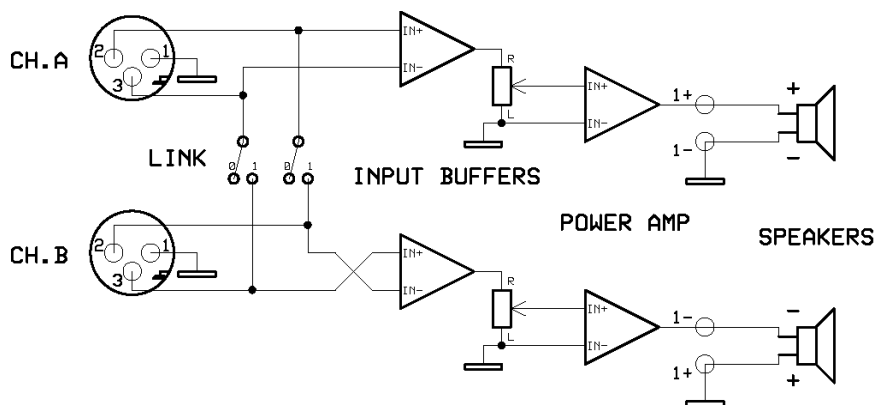 CH.A
2
1
3
IN+
IN-
R
L
IN+
IN-
1+
1-
+
-
LINK
0
1
0
1
INPUT BUFFERS
POWER AMP
SPEAKERS
CH.B
2
1
3
IN+
IN-
R
L
IN+
IN-
1-
1+
-
+